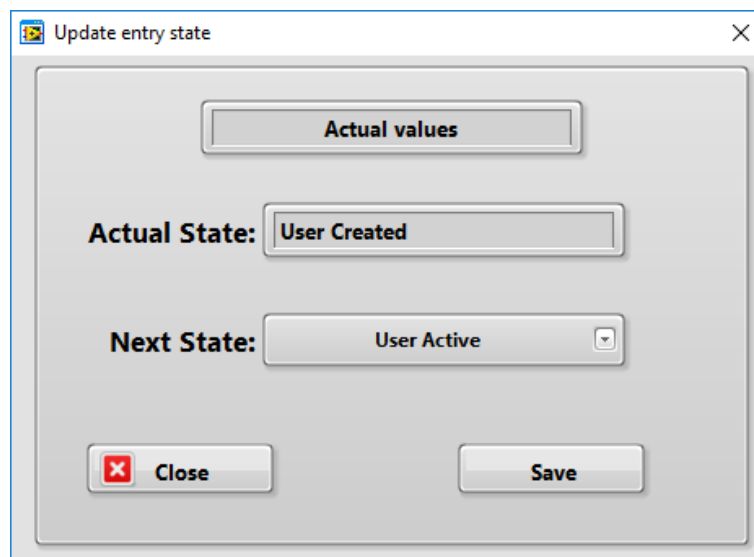 Update entry state
Actual values
Actual State: User Created
Next State: User Active
Close Save